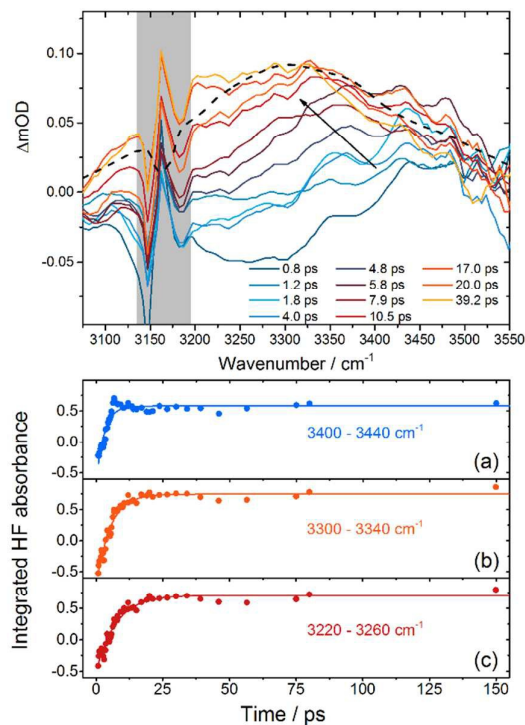 0.10
0.05
0.00
-0.05
ΔmOD
0.8 ps 4.8 ps 17.0 ps
1.2 ps 5.8 ps 20.0 ps
1.8 ps 7.9 ps 39.2 ps
4.0 ps 10.5 ps
3100 3150 3200 3250 3300 3350 3400 3450 3500 3550
Wavenumber / cm⁻¹
Integrated HF absorbance
0.5
0.0
-0.5
3400 - 3440 cm⁻¹
(a)
0.5
0.0
-0.5
3300 - 3340 cm⁻¹
(b)
0.5
0.0
-0.5
3220 - 3260 cm⁻¹
(c)
0 25 50 75 100 125 150
Time / ps